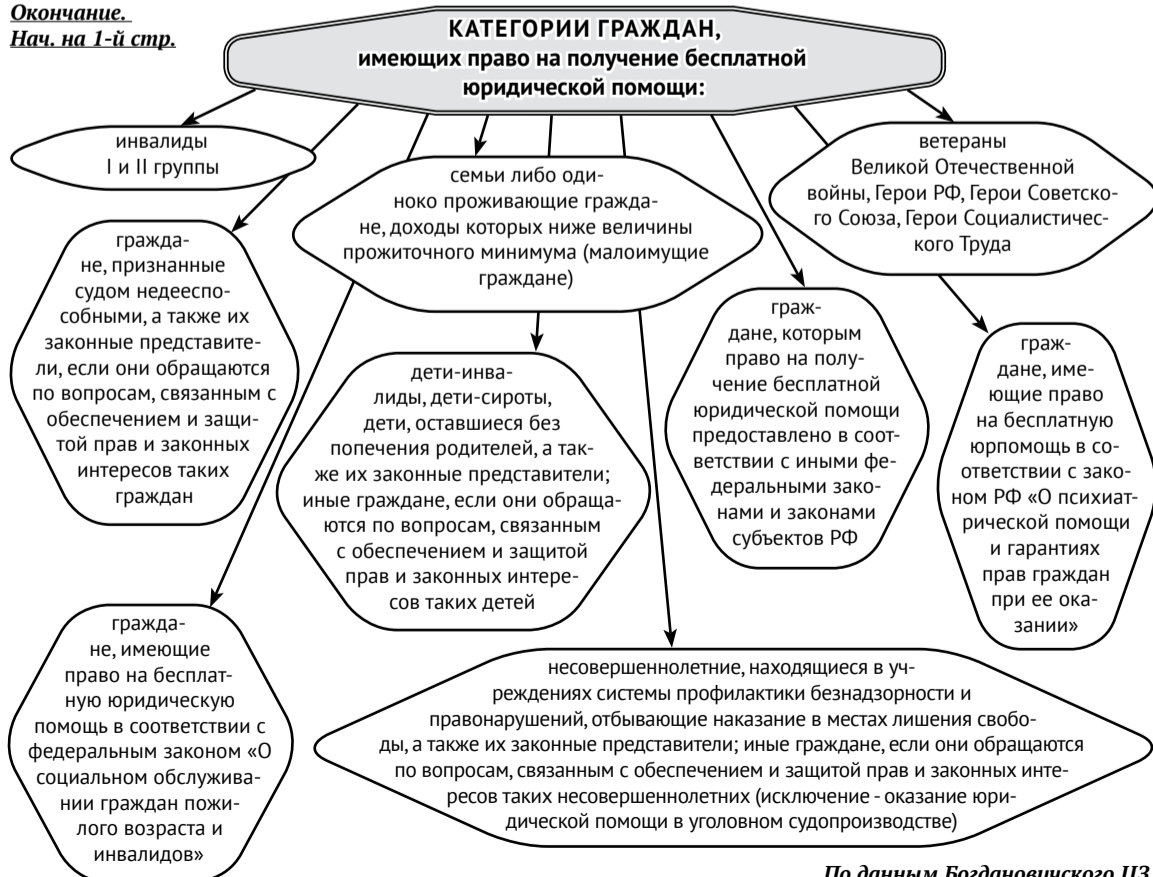 Окончание.
Нач. на 1-й стр.
КАТЕГОРИИ ГРАЖДАН,
имеющих право на получение бесплатной
юридической помощи:
инвалиды
I и II группы
семьи либо оди-
ноко проживающие гражда-
не, доходы которых ниже величины
прожиточного минимума (малоимущие
граждане)
ветераны
Великой Отечественной
войны, Герои РФ, Герои Советско-
го Союза, Герои Социалистичес-
кого Труда
гражда-
не, признанные
судом недееспо-
собными, а также их
законные представите-
ли, если они обращаются
по вопросам, связанным с
обеспечением и защи-
той прав и законных
интересов таких
граждан
дети-инва-
лиды, дети-сироты,
дети, оставшиеся без
попечения родителей, а так-
же их законные представители;
иные граждане, если они обраща-
ются по вопросам, связанным
с обеспечением и защитой
прав и законных интере-
сов таких детей
граж-
дане, которым
право на полу-
чение бесплатной
юридической помощи
предоставлено в соот-
ветствии с иными фе-
деральными зако-
нами и законами
субъектов РФ
граж-
дане, име-
ющие право
на бесплатную
юрпомощь в со-
ответствии с зако-
ном РФ «О психиат-
рической помощи
и гарантиях
прав граждан
при ее ока-
зании»
гражда-
не, имеющие
право на бесплат-
ную юридическую
помощь в соответствии с
федеральным законом «О
социальном обслужива-
нии граждан пожи-
лого возраста и
инвалидов»
несовершеннолетние, находящиеся в уч-
реждениях системы профилактики безнадзорности и
правонарушений, отбывающие наказание в местах лишения свобо-
ды, а также их законные представители; иные граждане, если они обращаются
по вопросам, связанным с обеспечением и защитой прав и законных инте-
ресов таких несовершеннолетних (исключение - оказание юри-
дической помощи в уголовном судопроизводстве)
По данным Богдановичского ЦЗ